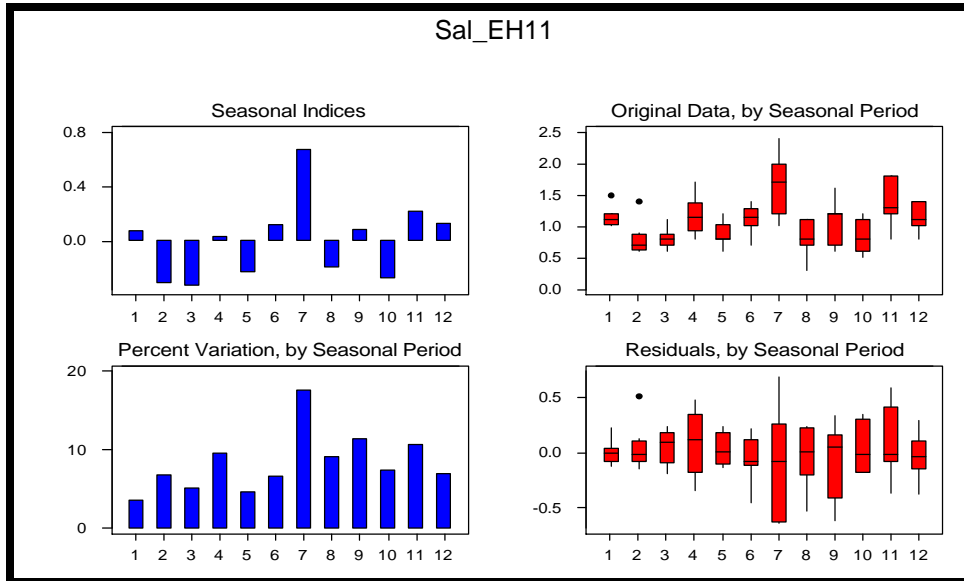 Sal_EH11
Seasonal Indices
0.8
0.4
0.0
1 2 3 4 5 6 7 8 9 10 11 12
Original Data, by Seasonal Period
2.5
2.0
1.5
1.0
0.5
0.0
1 2 3 4 5 6 7 8 9 10 11 12
Percent Variation, by Seasonal Period
20
10
0
1 2 3 4 5 6 7 8 9 10 11 12
Residuals, by Seasonal Period
0.5
0.0
-0.5
1 2 3 4 5 6 7 8 9 10 11 12